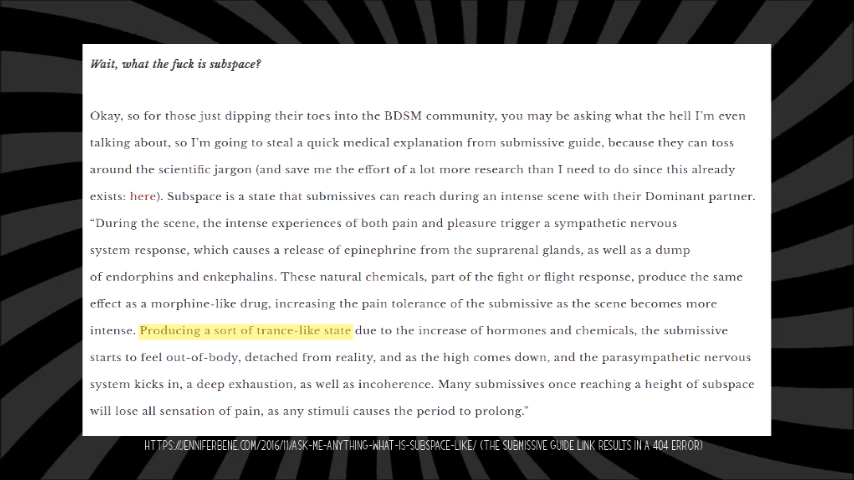 Wait, what the fuck is subspace?
Okay, so for those just dipping their toes into the BDSM community, you may be asking what the hell I'm even
talking about, so I'm going to steal a quick medical explanation from submissive guide, because they can toss
around the scientific jargon (and save me the effort of a lot more research than I need to do since this already
exists: here). Subspace is a state that submissives can reach during an intense scene with their Dominant partner.
“During the scene, the intense experiences of both pain and pleasure trigger a sympathetic nervous
system response, which causes a release of epinephrine from the suprarenal glands, as well as a dump
of endorphins and enkephalins. These natural chemicals, part of the fight or flight response, produce the same
effect as a morphine-like drug, increasing the pain tolerance of the submissive as the scene becomes more
intense. Producing a sort of trance-like state due to the increase of hormones and chemicals, the submissive
starts to feel out-of-body, detached from reality, and as the high comes down, and the parasympathetic nervous
system kicks in, a deep exhaustion, as well as incoherence. Many submissives once reaching a height of subspace
will lose all sensation of pain, as any stimuli causes the period to prolong.”
HTTPS://JENNIFERBENE.COM/2016/11/ASK-ME-ANYTHING-WHAT-IS-SUBSPACE-LIKE/ (THE SUBMISSIVE GUIDE LINK RESULTS IN A 404 ERROR)